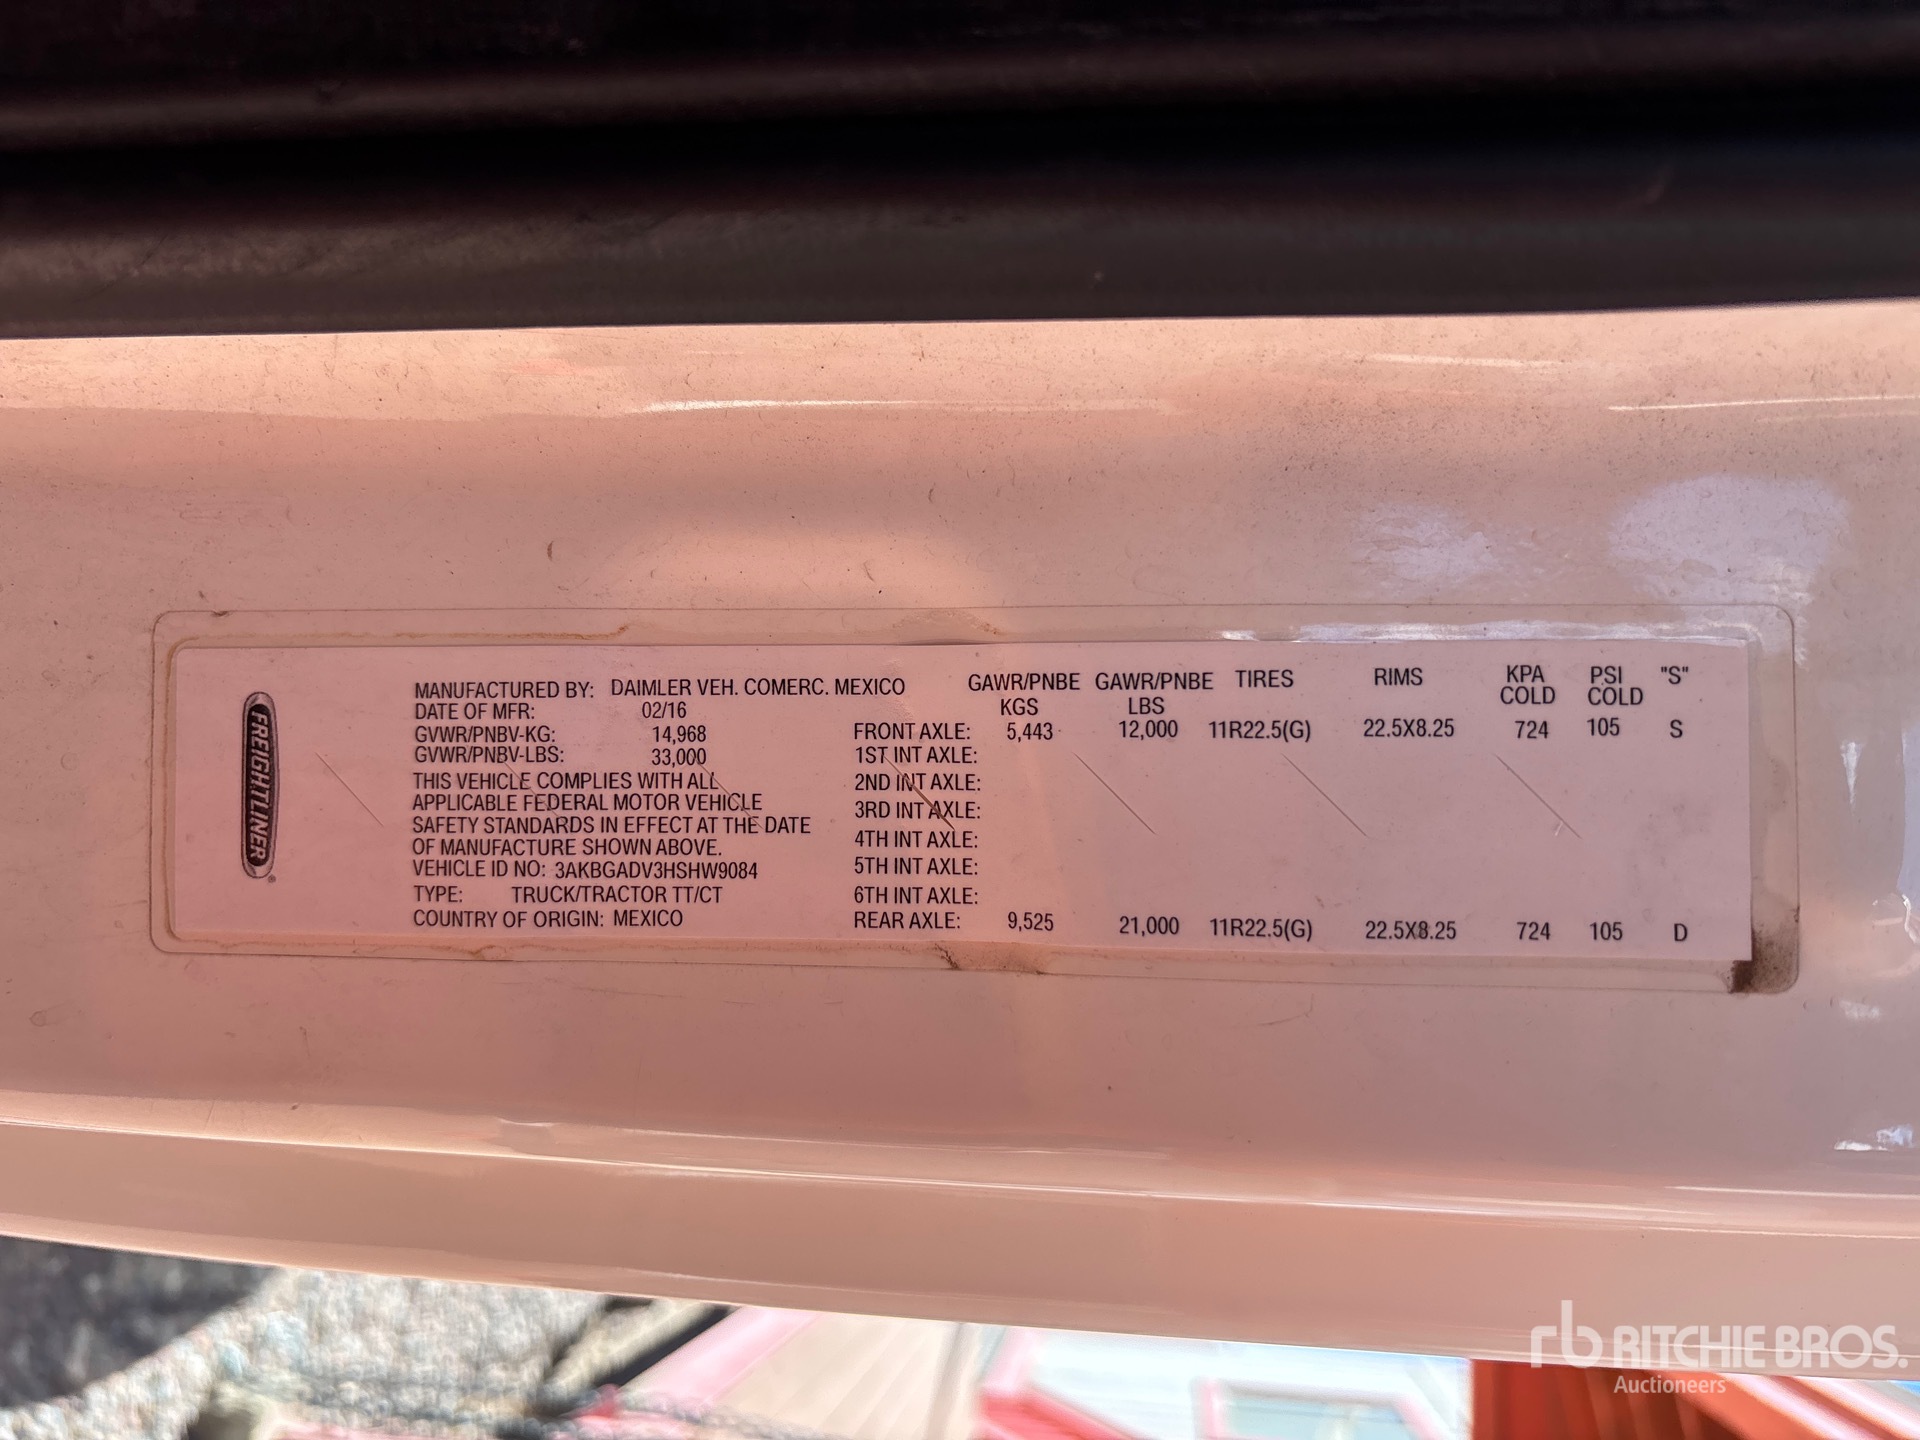 FREIGHTLINER
MANUFACTURED BY: DAIMLER VEH. COMERC. MEXICO
DATE OF MFR: 02/16
GVWR/PNBV-KG: 14,968
GVWR/PNBV-LBS: 33,000
THIS VEHICLE COMPLIES WITH ALL
APPLICABLE FEDERAL MOTOR VEHICLE
SAFETY STANDARDS IN EFFECT AT THE DATE
OF MANUFACTURE SHOWN ABOVE.
VEHICLE ID NO: 3AKBGADV3HSHW9084
TYPE: TRUCK/TRACTOR TT/CT
COUNTRY OF ORIGIN: MEXICO
GAWR/PNBE GAWR/PNBE TIRES RIMS KPA PSI "S"
KGS LBS COLD COLD
FRONT AXLE: 5,443 12,000 11R22.5(G) 22.5X8.25 724 105 S
1ST INT AXLE:
2ND INT AXLE:
3RD INT AXLE:
4TH INT AXLE:
5TH INT AXLE:
6TH INT AXLE:
REAR AXLE: 9,525 21,000 11R22.5(G) 22.5X8.25 724 105 D
rb RITCHIE BROS.
Auctioneers